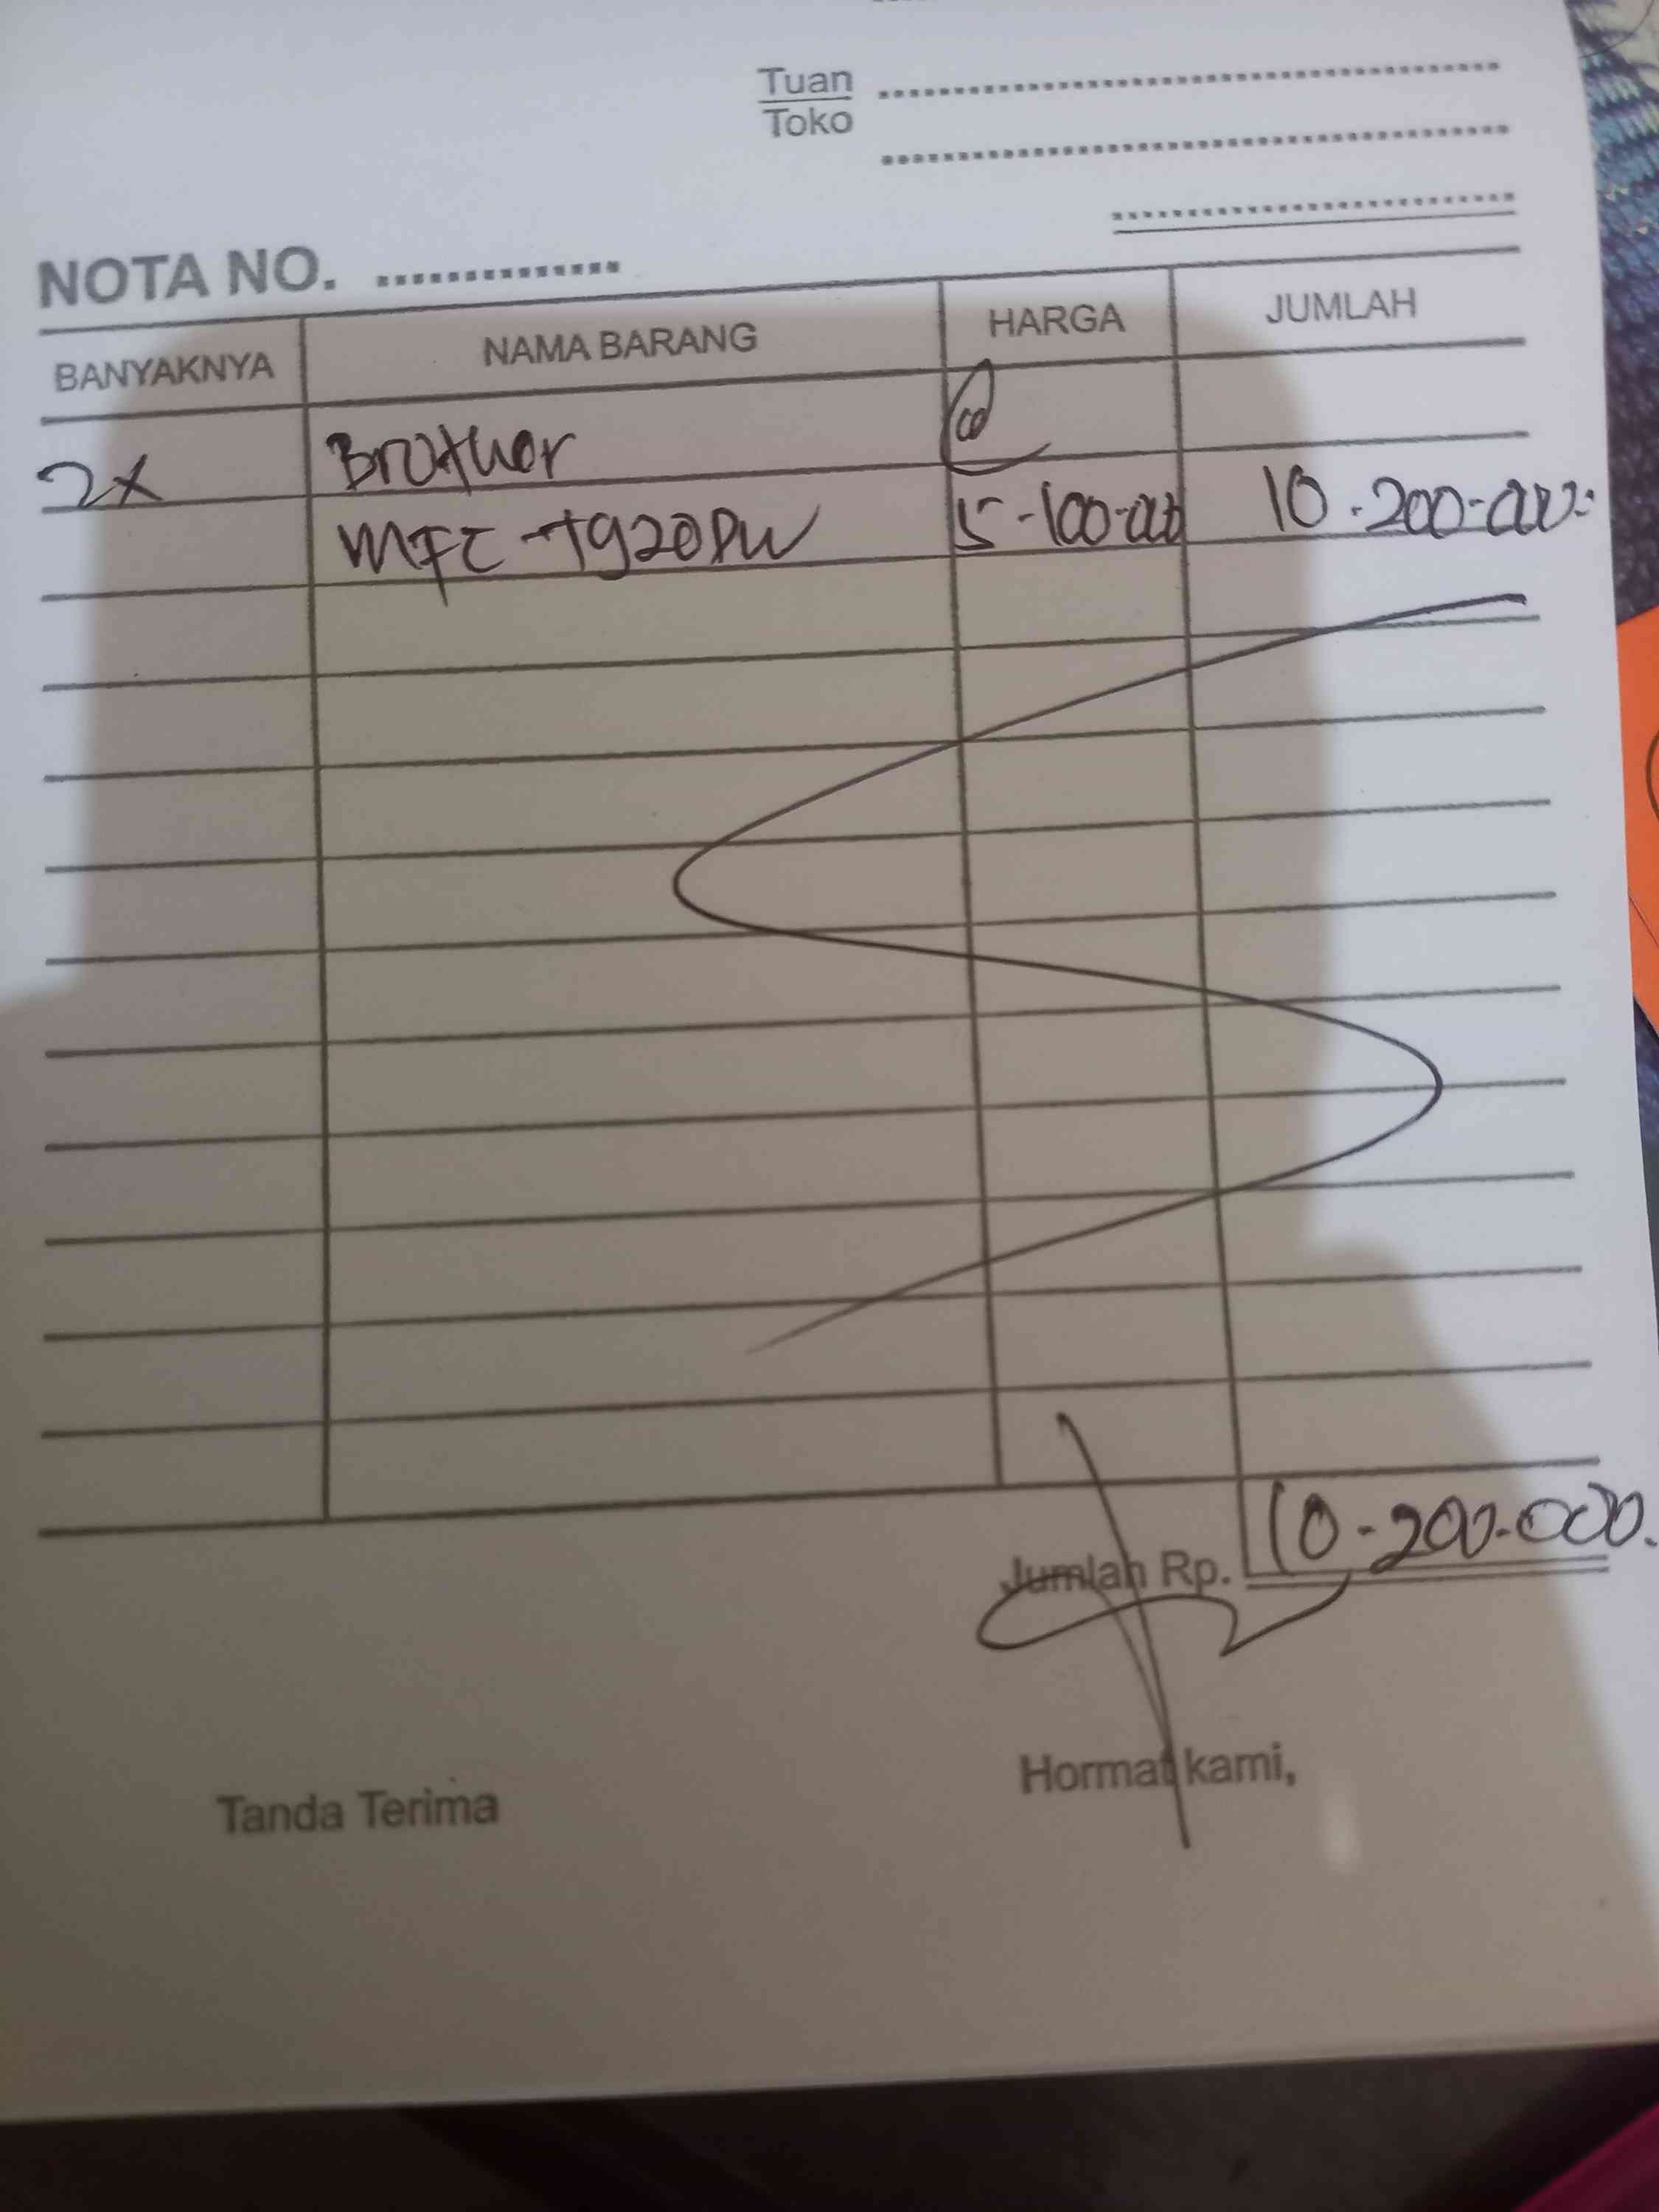 Tuan
Toko
NOTA NO. ..............
BANYAKNYA NAMA BARANG HARGA JUMLAH
2x Brother @
MFC-T920DW 5-100-000 10.200-000:
Jumlah Rp. 10-200.000.
Tanda Terima Hormat kami,